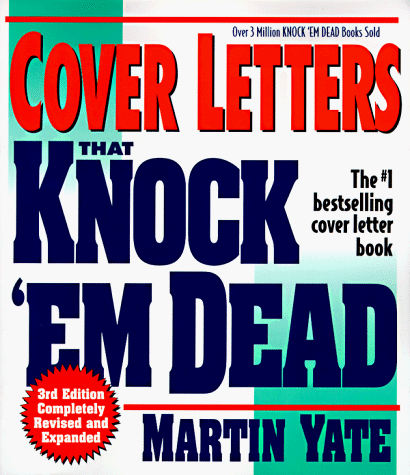 Over 3 Million KNOCK 'EM DEAD Books Sold
COVER LETTERS
THAT
KNOCK
The #1
bestselling
cover letter
book
'EM DEAD
3rd Edition
Completely
Revised and
Expanded
MARTIN YATE